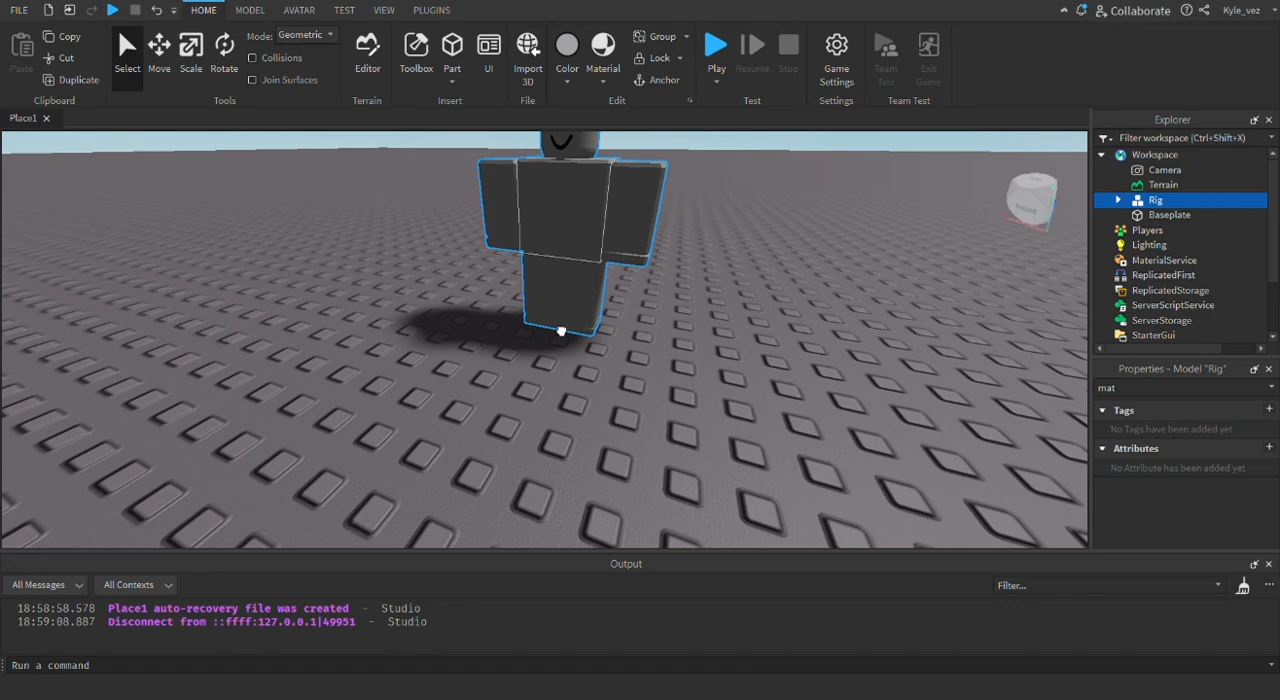 FILE HOME MODEL AVATAR TEST VIEW PLUGINS Collaborate Kyle_vez
Copy Mode: Geometric Group
Paste Cut Select Move Scale Rotate Collisions Editor Toolbox Part UI Import 3D Color Material Lock Play Resume Stop Game Settings Team Test Exit Game
Duplicate Join Surfaces Anchor
Clipboard Tools Terrain Insert File Edit Test Settings Team Test
Place1
Explorer
Filter workspace (Ctrl+Shift+X)
Workspace
Camera
Terrain
Rig
Baseplate
Players
Lighting
MaterialService
ReplicatedFirst
ReplicatedStorage
ServerScriptService
ServerStorage
StarterGui
Properties - Model "Rig"
mat
Tags
No Tags have been added yet
Attributes
No Attribute has been added yet
Output
All Messages All Contexts Filter...
18:58:58.578 Place1 auto-recovery file was created - Studio
18:59:08.887 Disconnect from ::ffff:127.0.0.1|49951 - Studio
Run a command